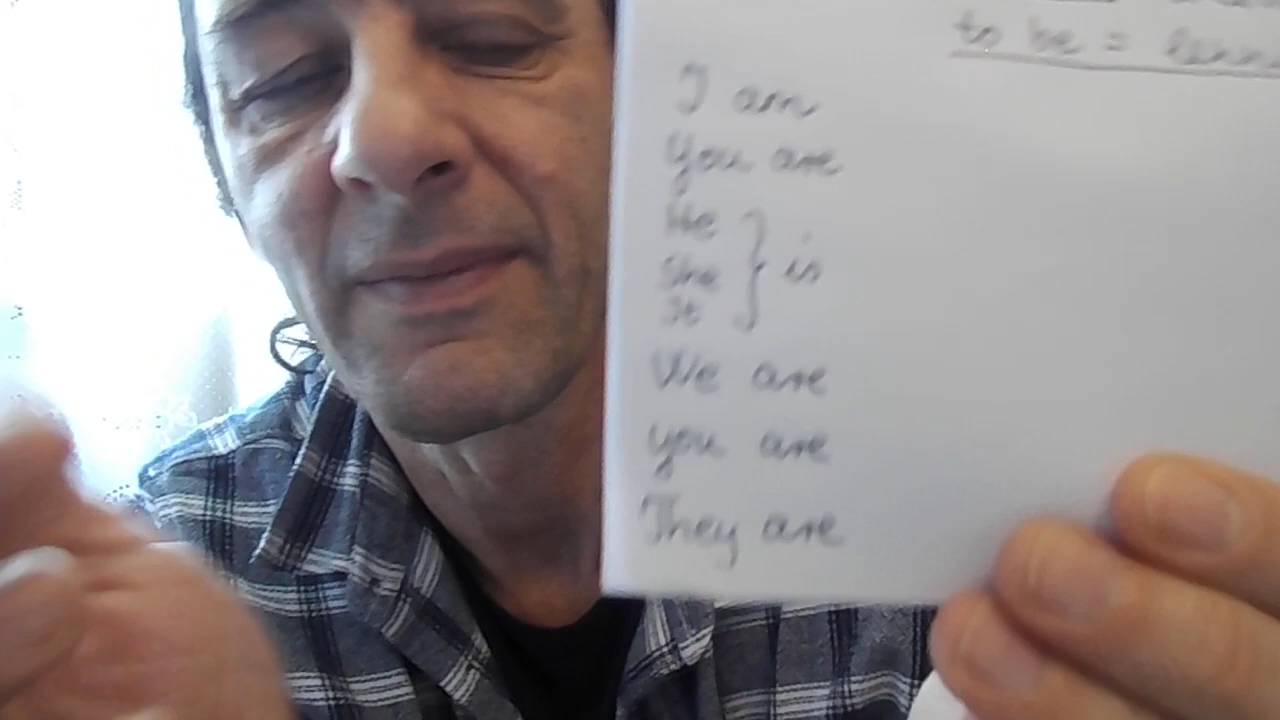 to be =
I am
You are
He
She } is
It
We are
you are
They are